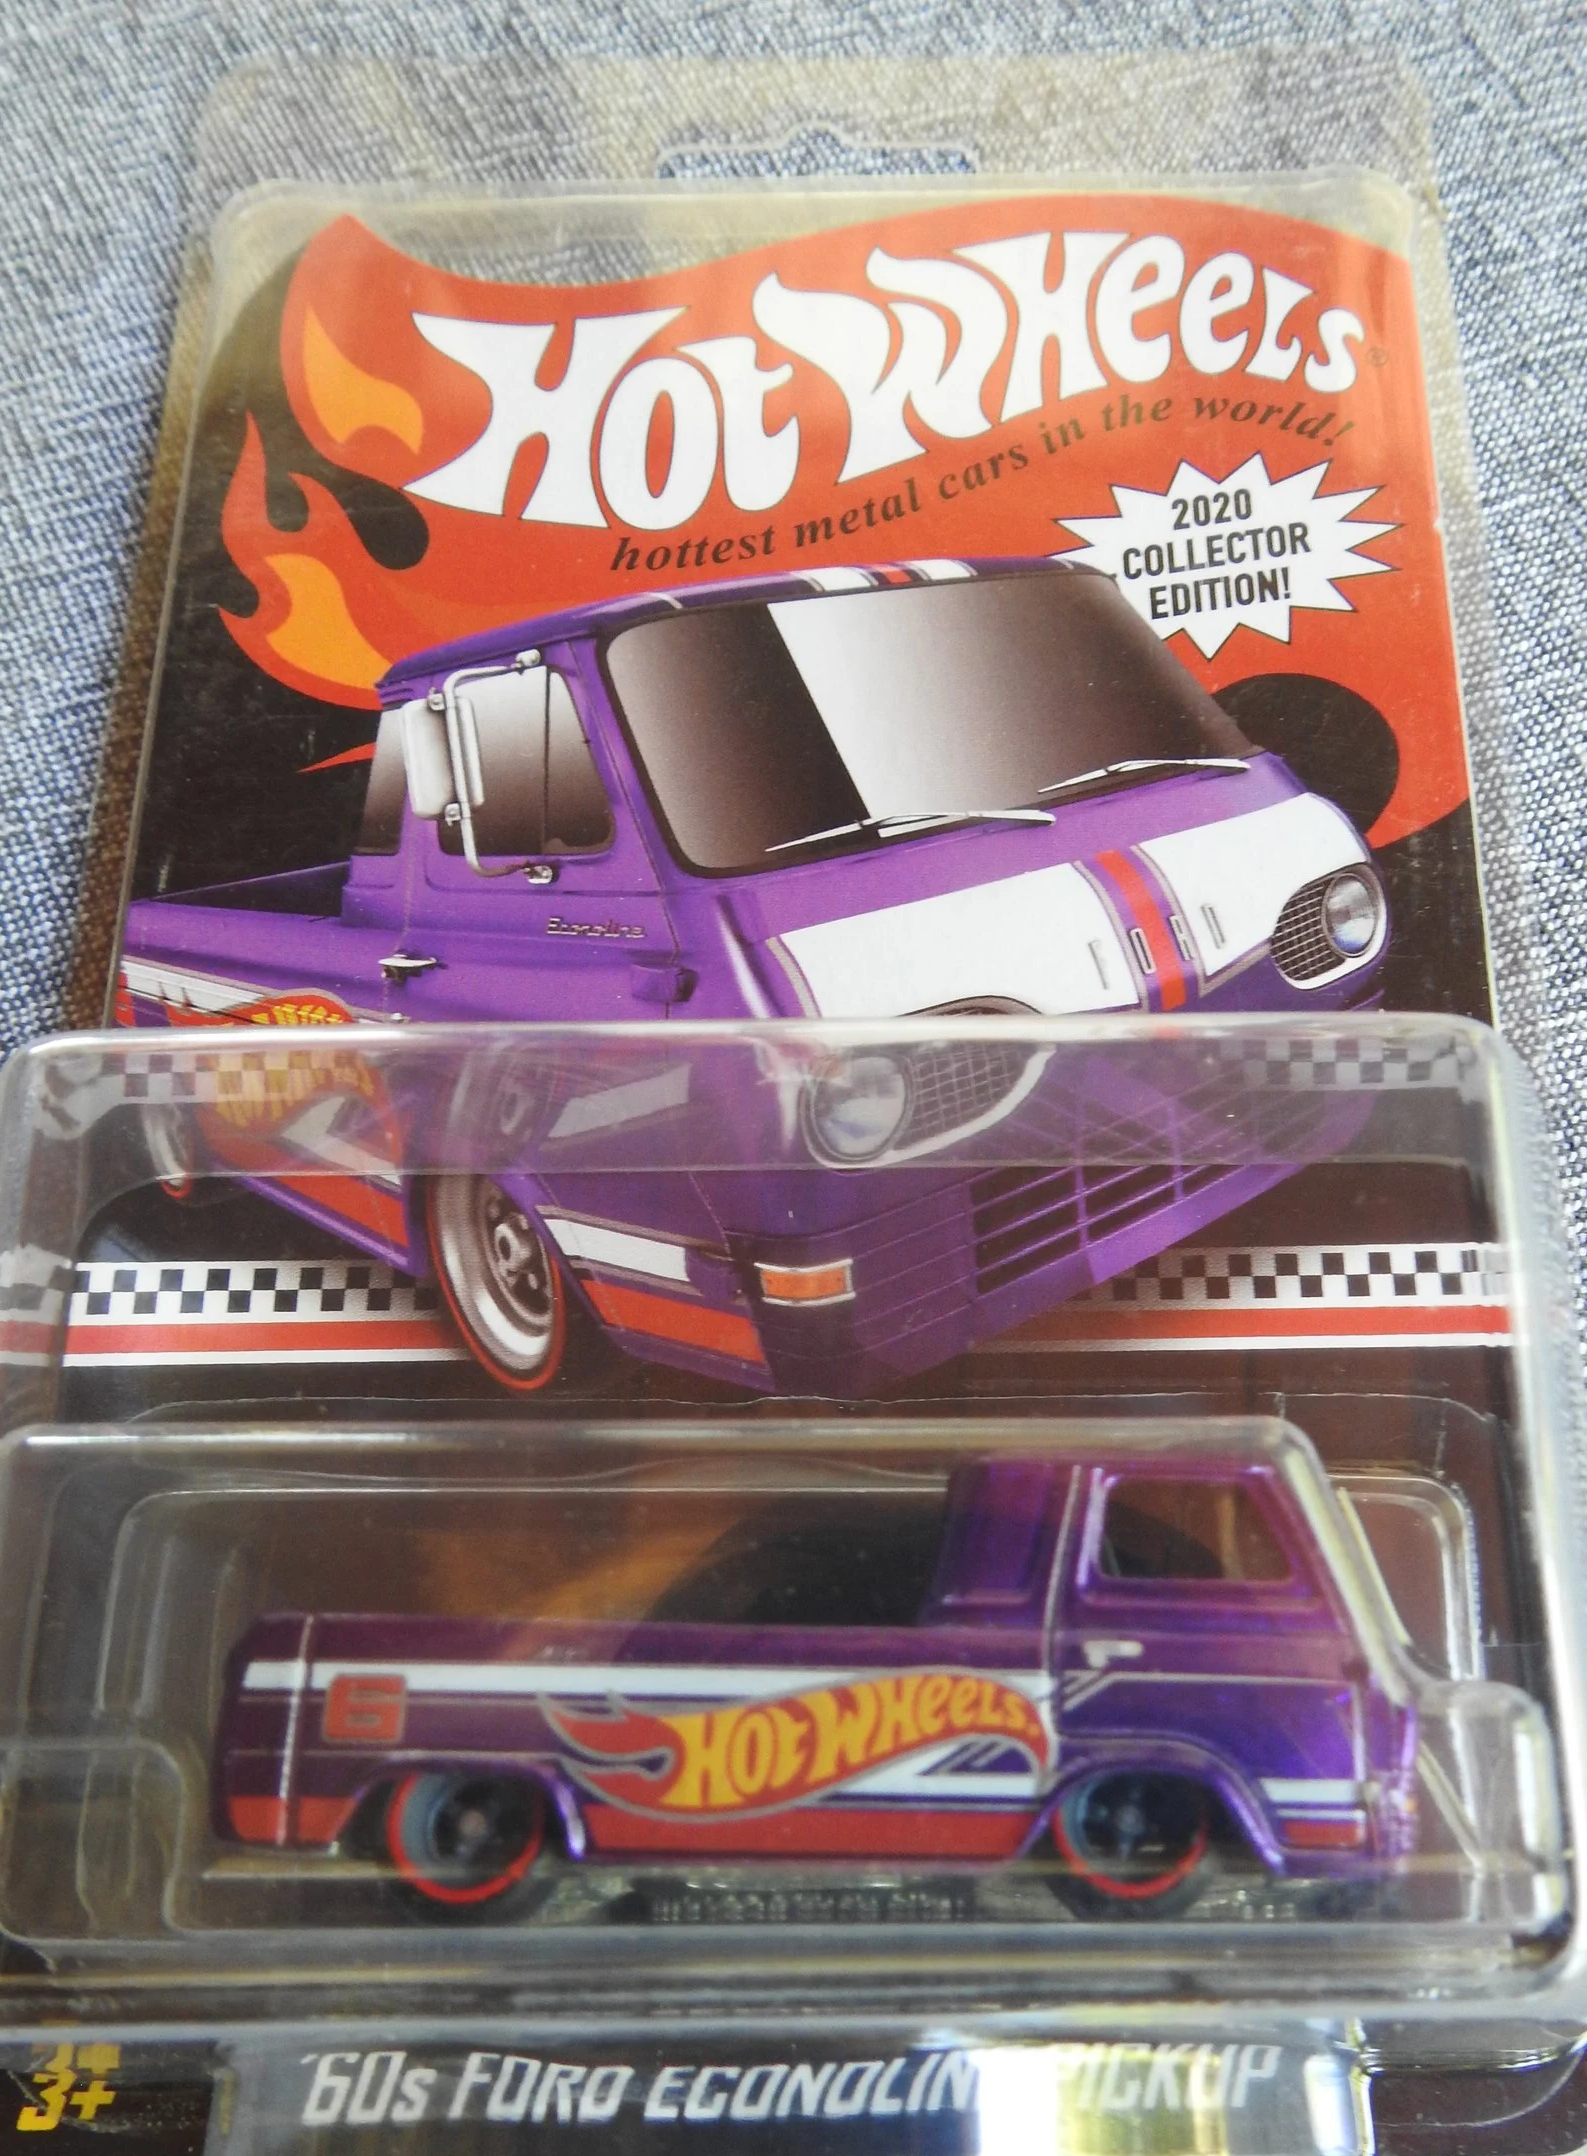 HOT WHEELS®
hottest metal cars in the world!
2020
COLLECTOR
EDITION!
Econoline
FORD
6
HOT WHEELS
3+
'60s FORD ECONOLINE PICKUP